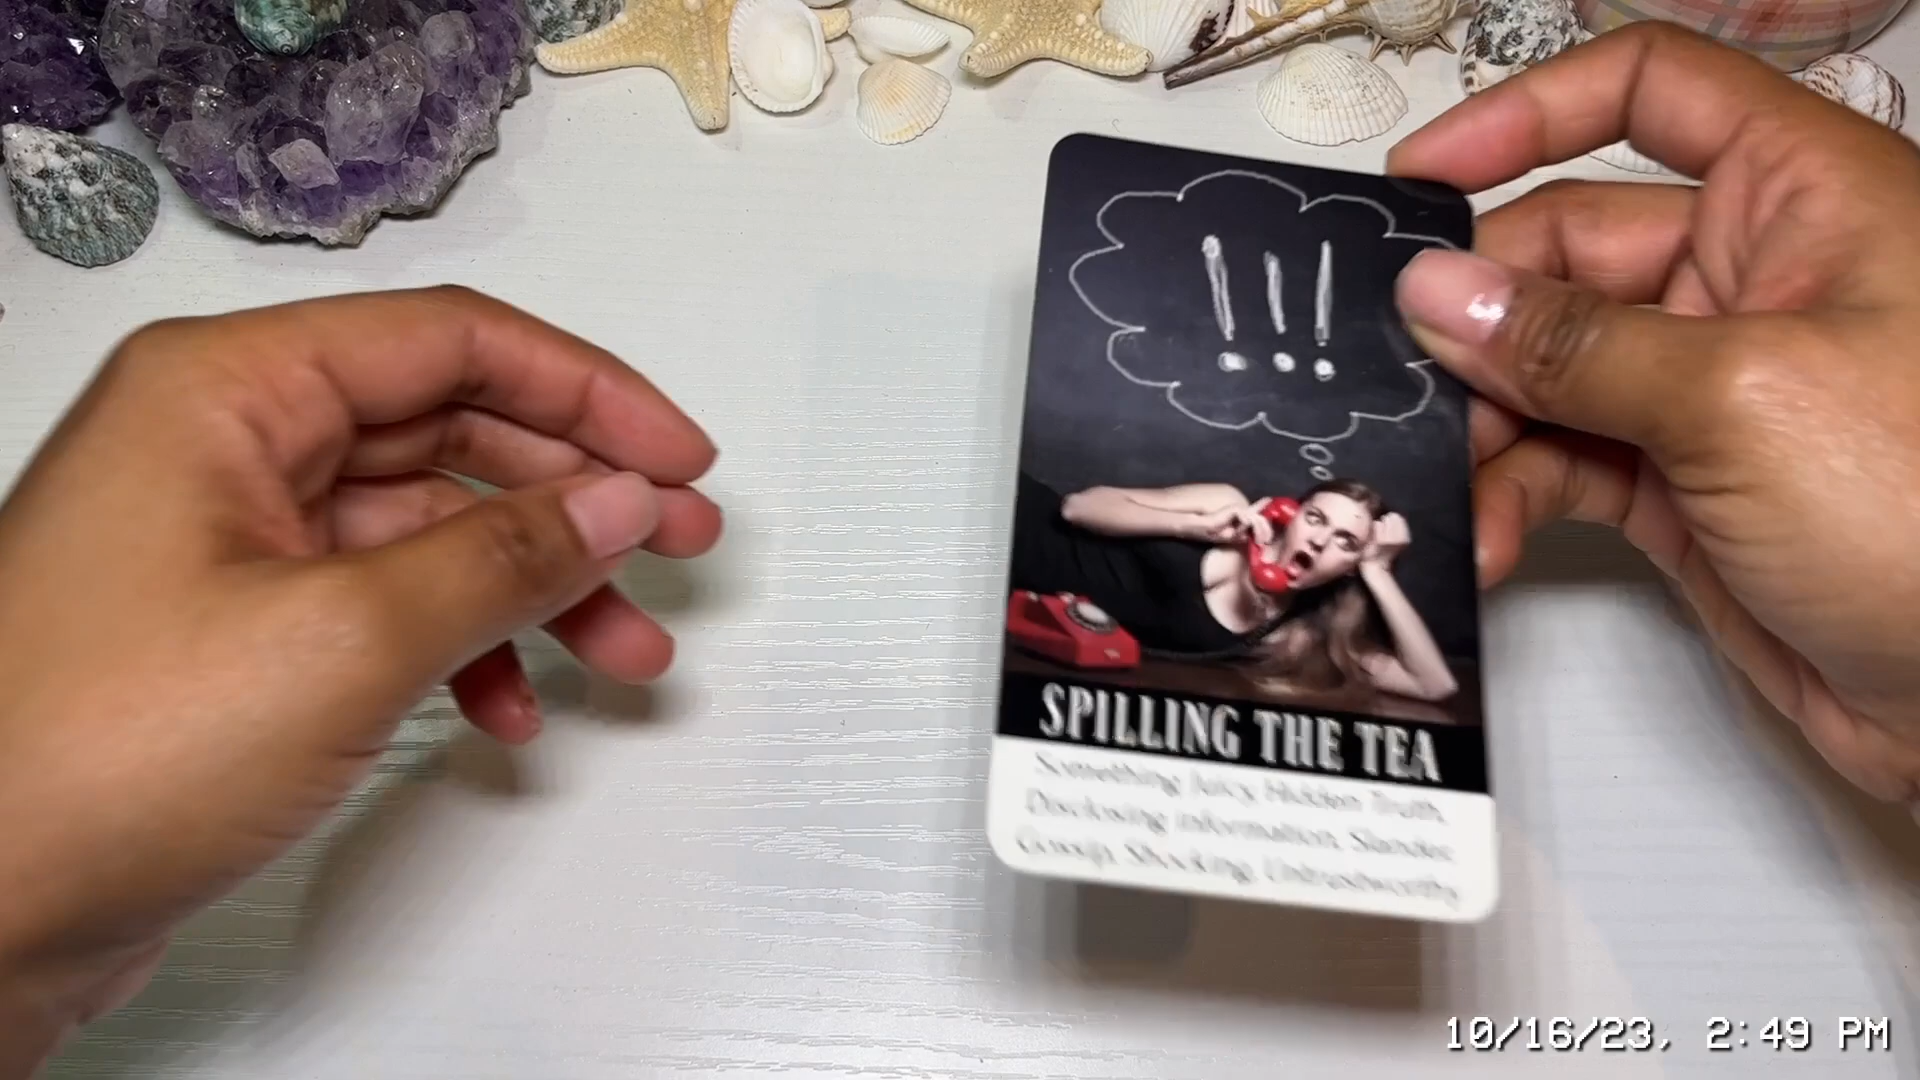 !!!
SPILLING THE TEA
Something Juicy. Hidden Truth.
Disclosing information. Slander.
Gossip. Shocking. Untrustworthy
10/16/23, 2:49 PM